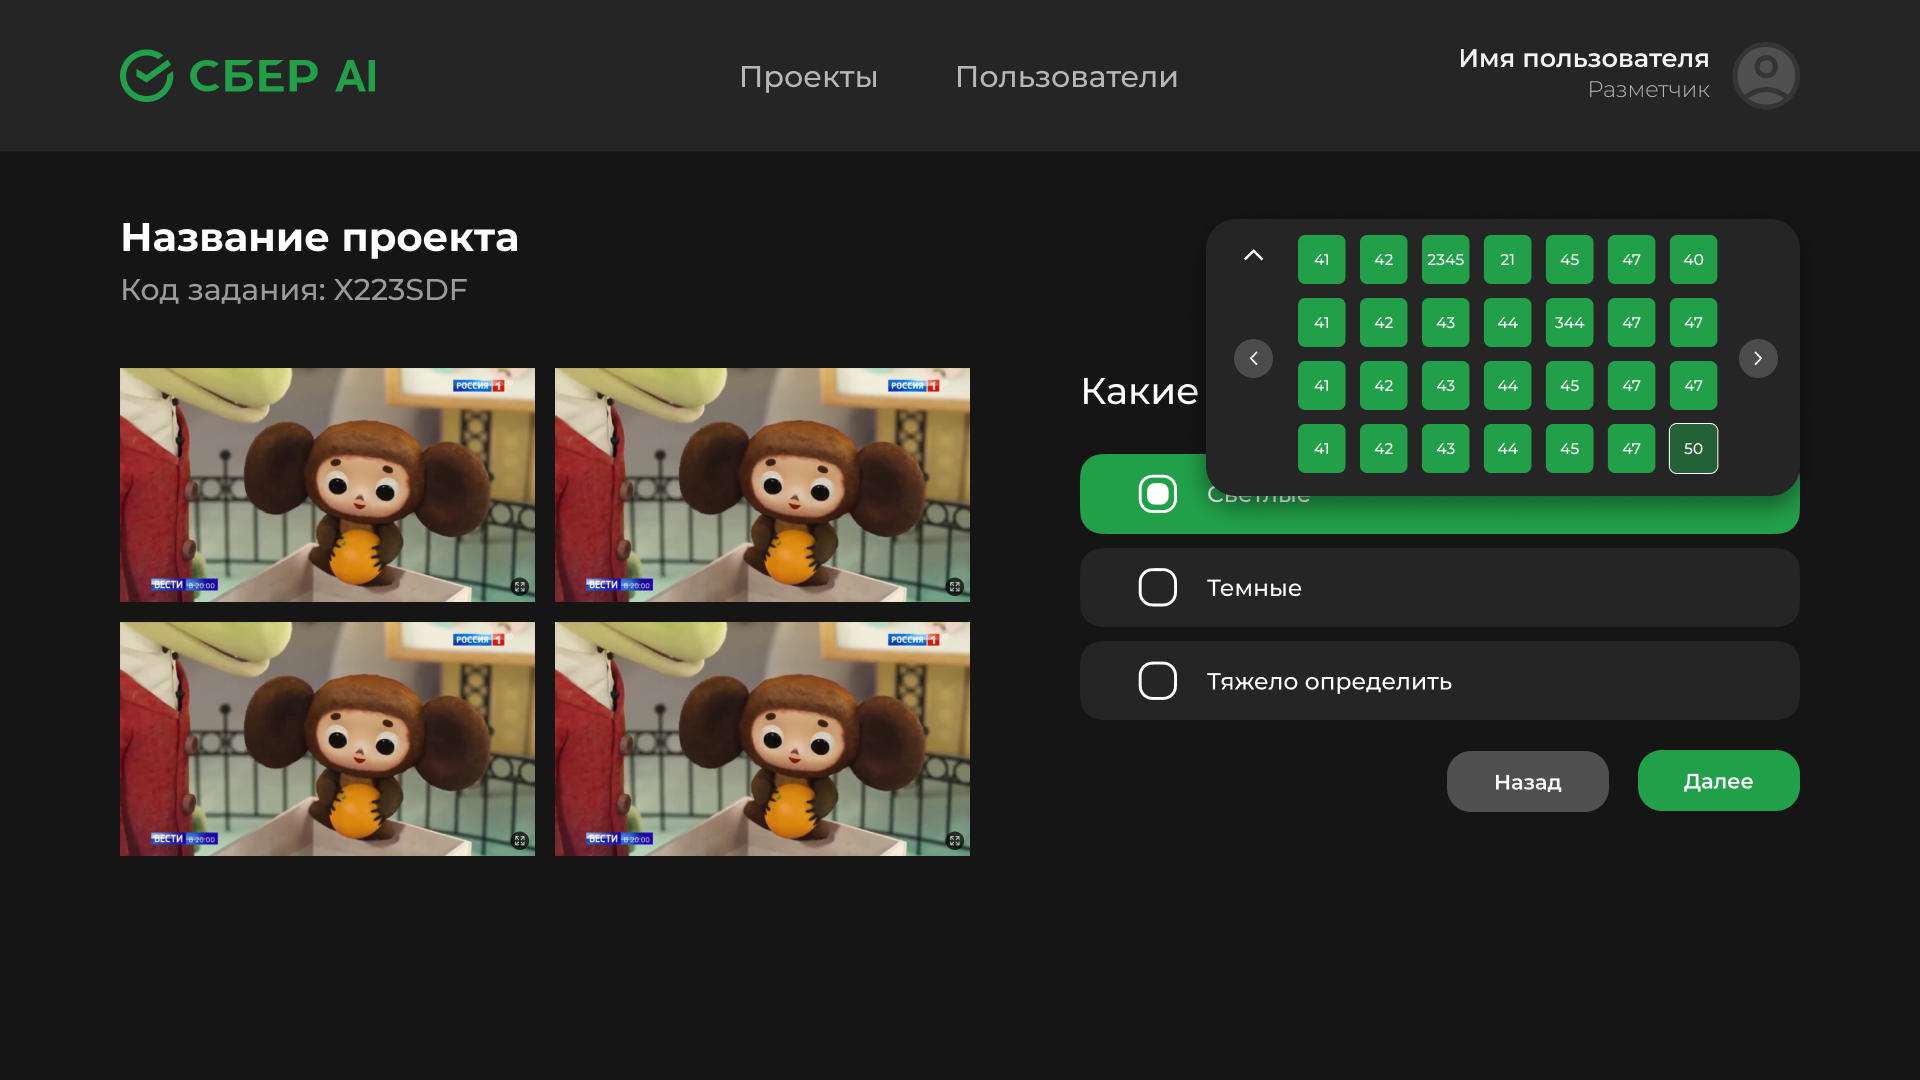 СБЕР AI
Проекты
Пользователи
Имя пользователя
Разметчик
Название проекта
Код задания: X223SDF
РОССИЯ 1
РОССИЯ 1
ВЕСТИ В 20:00
ВЕСТИ В 20:00
РОССИЯ 1
РОССИЯ 1
ВЕСТИ В 20:00
ВЕСТИ В 20:00
41 42 2345 21 45 47 40
41 42 43 44 344 47 47
41 42 43 44 45 47 47
41 42 43 44 45 47 50
Какие
Светлые
Темные
Тяжело определить
Назад
Далее